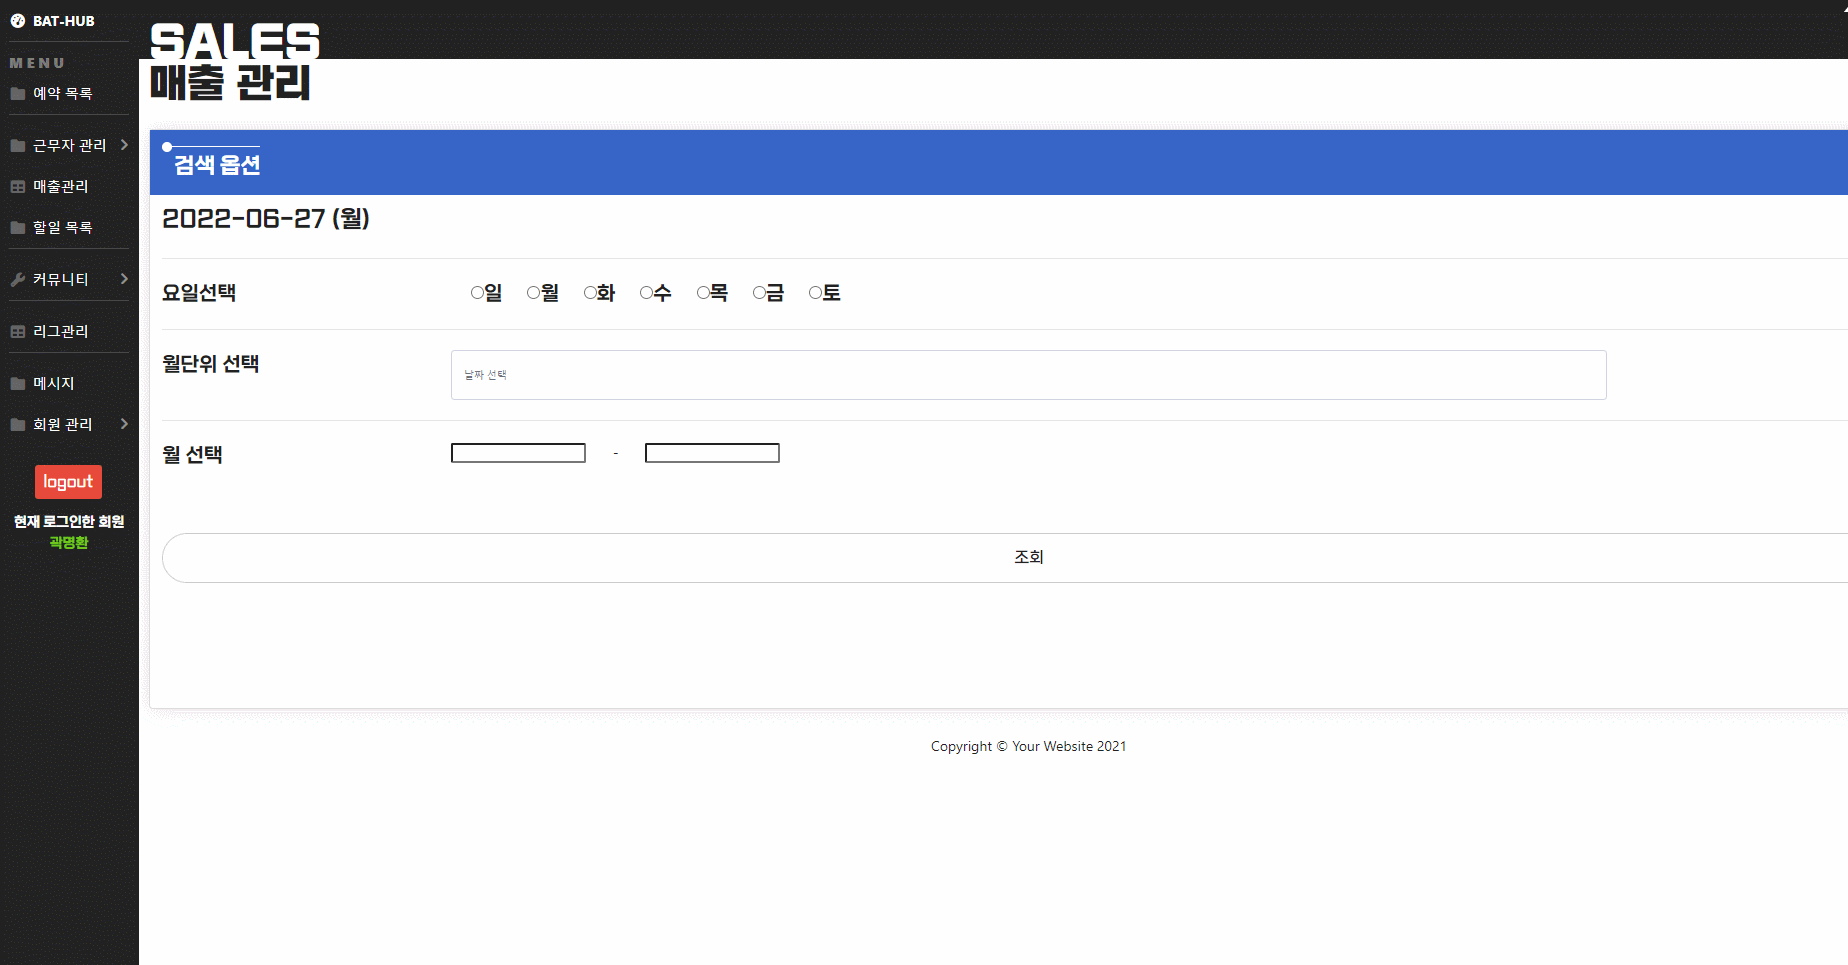 BAT-HUB
MENU
예약 목록
근무자 관리
매출관리
할일 목록
커뮤니티
리그관리
메시지
회원 관리
logout
현재 로그인한 회원
곽명환
SALES
매출 관리
검색 옵션
2022-06-27 (월)
요일선택 일 월 화 수 목 금 토
월단위 선택 날짜 선택
월 선택 -
조회
Copyright © Your Website 2021